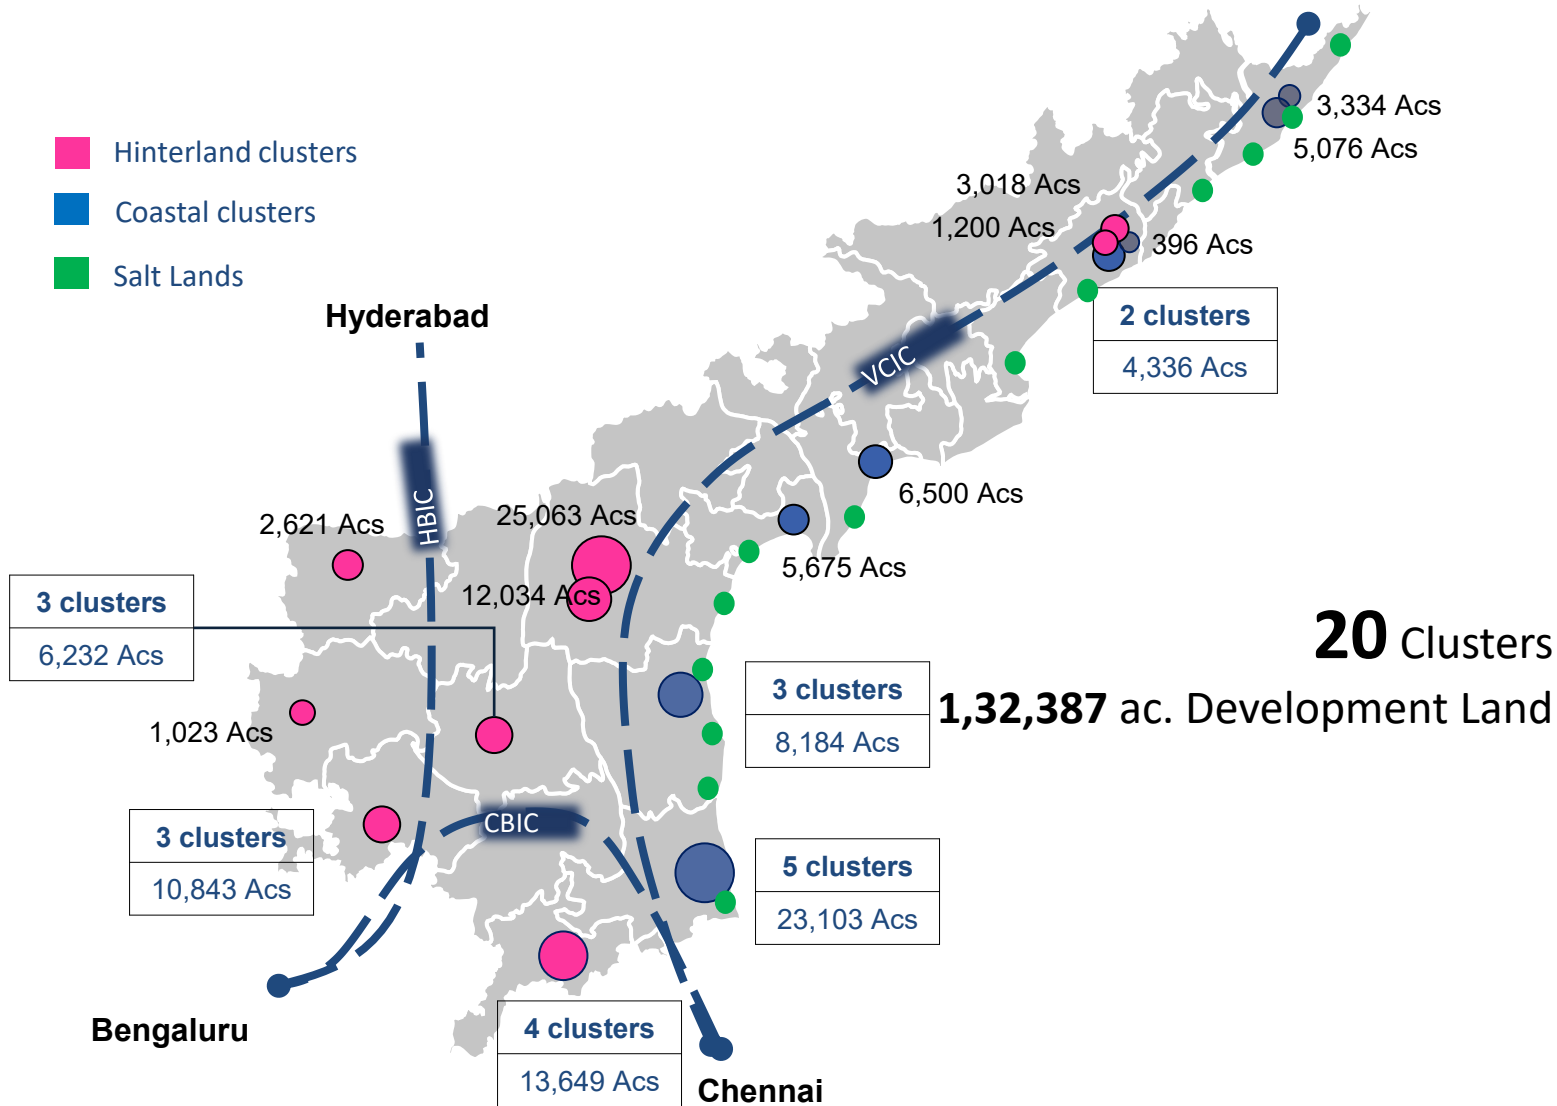 Hinterland clusters
Coastal clusters
Salt Lands
3,334 Acs
5,076 Acs
3,018 Acs
1,200 Acs
396 Acs
2 clusters
4,336 Acs
Hyderabad
VCIC
HBIC
6,500 Acs
2,621 Acs
25,063 Acs
5,675 Acs
12,034 Acs
3 clusters
6,232 Acs
20 Clusters
1,32,387 ac. Development Land
3 clusters
8,184 Acs
1,023 Acs
CBIC
3 clusters
10,843 Acs
5 clusters
23,103 Acs
Bengaluru
4 clusters
13,649 Acs
Chennai